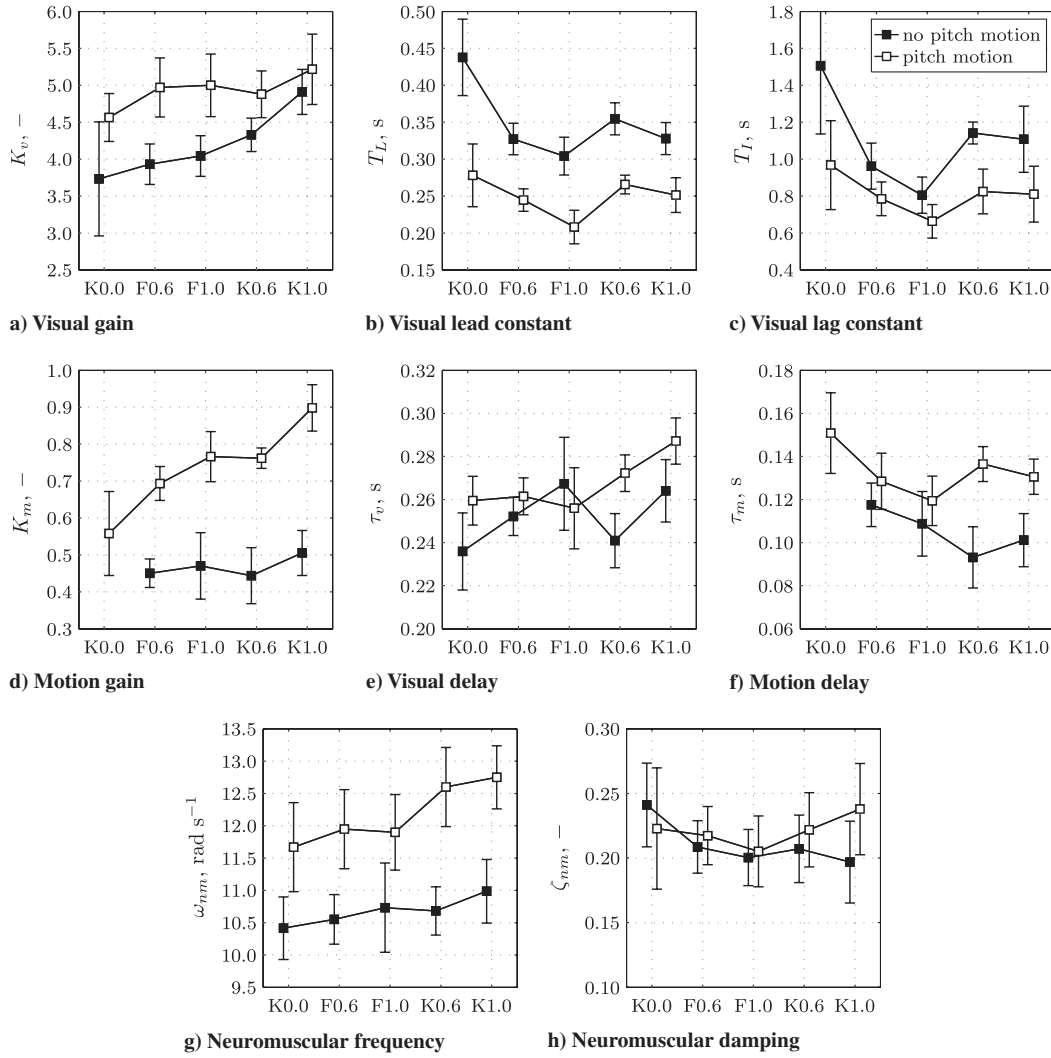 5.5
5.0
4.5
4.0
3.5
3.0
2.5
K_v, −
K0.0 F0.6 F1.0 K0.6 K1.0
a) Visual gain
0.50
0.45
0.40
0.35
0.30
0.25
0.20
0.15
T_L, s
K0.0 F0.6 F1.0 K0.6 K1.0
b) Visual lead constant
1.8
1.6
1.4
1.2
1.0
0.8
0.6
0.4
T_I, s
no pitch motion
pitch motion
K0.0 F0.6 F1.0 K0.6 K1.0
c) Visual lag constant
1.0
0.9
0.8
0.7
0.6
0.5
0.4
0.3
K_m, −
K0.0 F0.6 F1.0 K0.6 K1.0
d) Motion gain
0.32
0.30
0.28
0.26
0.24
0.22
0.20
τ_v, s
K0.0 F0.6 F1.0 K0.6 K1.0
e) Visual delay
0.18
0.16
0.14
0.12
0.10
0.08
0.06
τ_m, s
K0.0 F0.6 F1.0 K0.6 K1.0
f) Motion delay
13.5
13.0
12.5
12.0
11.5
11.0
10.5
10.0
9.5
ω_nm, rad s⁻¹
K0.0 F0.6 F1.0 K0.6 K1.0
g) Neuromuscular frequency
0.30
0.25
0.20
0.15
0.10
ζ_nm, −
K0.0 F0.6 F1.0 K0.6 K1.0
h) Neuromuscular damping